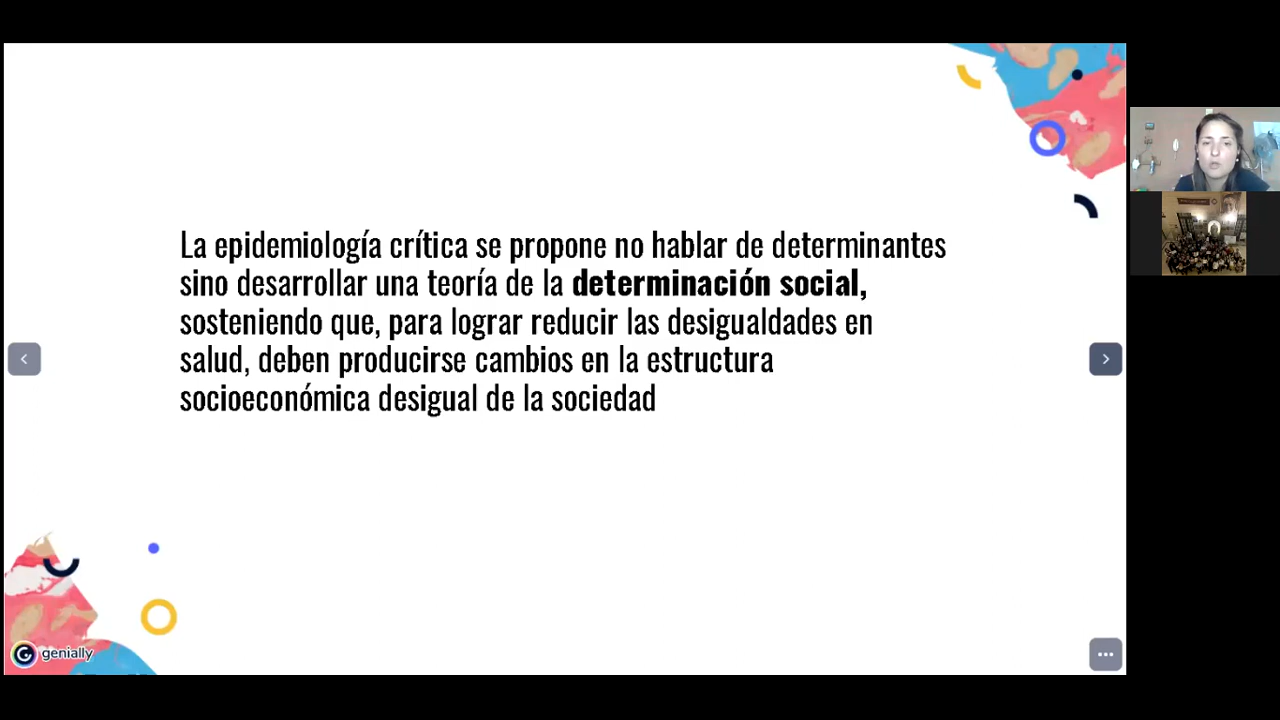 La epidemiología crítica se propone no hablar de determinantes
sino desarrollar una teoría de la determinación social,
sosteniendo que, para lograr reducir las desigualdades en
salud, deben producirse cambios en la estructura
socioeconómica desigual de la sociedad
genially